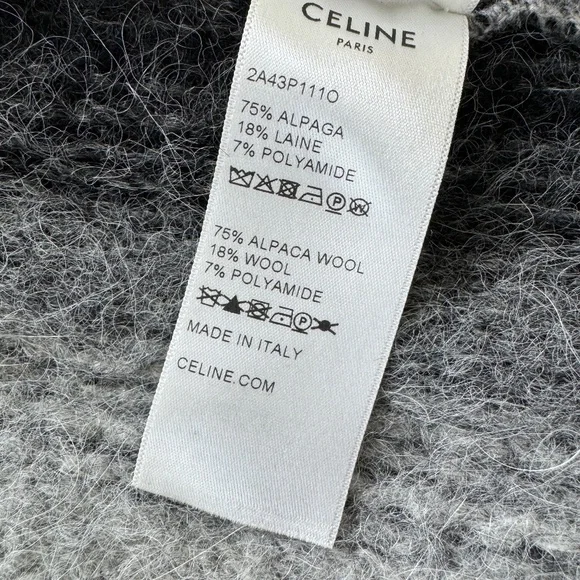 CELINE
PARIS
2A43P111O
75% ALPAGA
18% LAINE
7% POLYAMIDE
P W
75% ALPACA WOOL
18% WOOL
7% POLYAMIDE
P
MADE IN ITALY
CELINE.COM